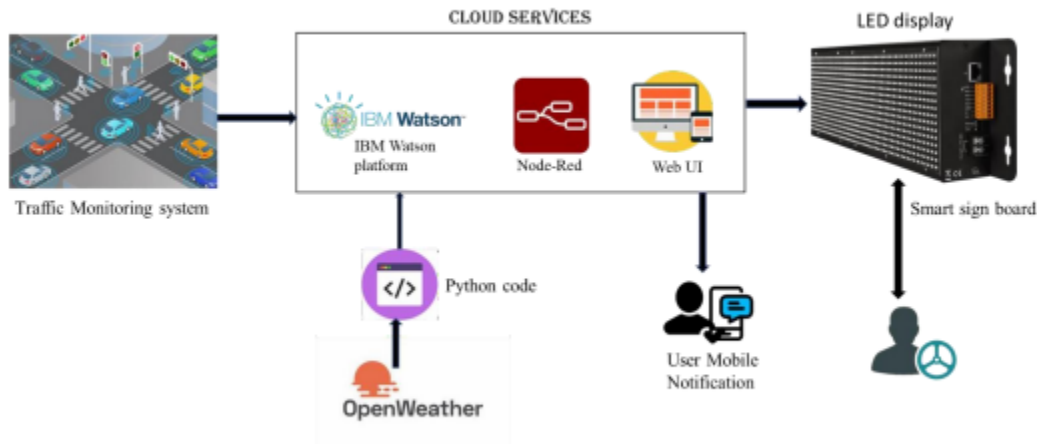 CLOUD SERVICES
LED display
IBM Watson
IBM Watson
platform
Node-Red
Web UI
Traffic Monitoring system
Smart sign board
</>
Python code
User Mobile
Notification
OpenWeather